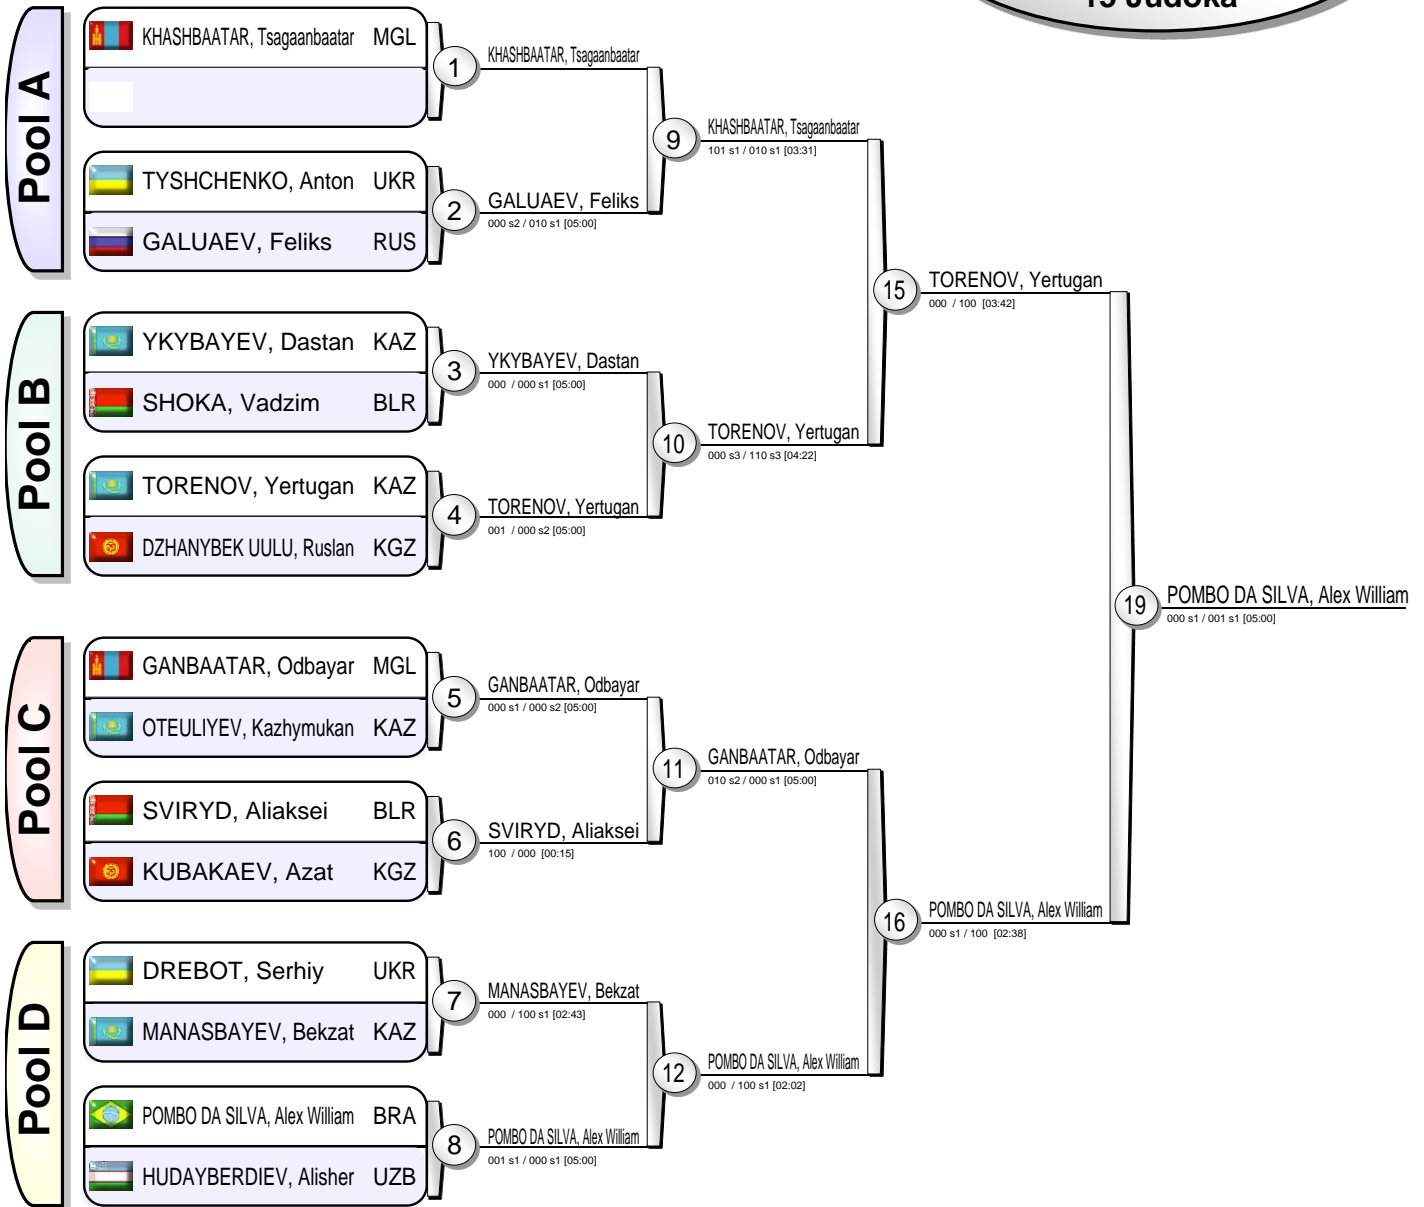 15 Judoka
Pool A
KHASHBAATAR, Tsagaanbaatar MGL
1
KHASHBAATAR, Tsagaanbaatar
TYSHCHENKO, Anton UKR
GALUAEV, Feliks RUS
2
GALUAEV, Feliks
000 s2 / 010 s1 [05:00]
9
KHASHBAATAR, Tsagaanbaatar
101 s1 / 010 s1 [03:31]
Pool B
YKYBAYEV, Dastan KAZ
SHOKA, Vadzim BLR
3
YKYBAYEV, Dastan
000 / 000 s1 [05:00]
TORENOV, Yertugan KAZ
DZHANYBEK UULU, Ruslan KGZ
4
TORENOV, Yertugan
001 / 000 s2 [05:00]
10
TORENOV, Yertugan
000 s3 / 110 s3 [04:22]
15
TORENOV, Yertugan
000 / 100 [03:42]
Pool C
GANBAATAR, Odbayar MGL
OTEULIYEV, Kazhymukan KAZ
5
GANBAATAR, Odbayar
000 s1 / 000 s2 [05:00]
SVIRYD, Aliaksei BLR
KUBAKAEV, Azat KGZ
6
SVIRYD, Aliaksei
100 / 000 [00:15]
11
GANBAATAR, Odbayar
010 s2 / 000 s1 [05:00]
Pool D
DREBOT, Serhiy UKR
MANASBAYEV, Bekzat KAZ
7
MANASBAYEV, Bekzat
000 / 100 s1 [02:43]
POMBO DA SILVA, Alex William BRA
HUDAYBERDIEV, Alisher UZB
8
POMBO DA SILVA, Alex William
001 s1 / 000 s1 [05:00]
12
POMBO DA SILVA, Alex William
000 / 100 s1 [02:02]
16
POMBO DA SILVA, Alex William
000 s1 / 100 [02:38]
19
POMBO DA SILVA, Alex William
000 s1 / 001 s1 [05:00]